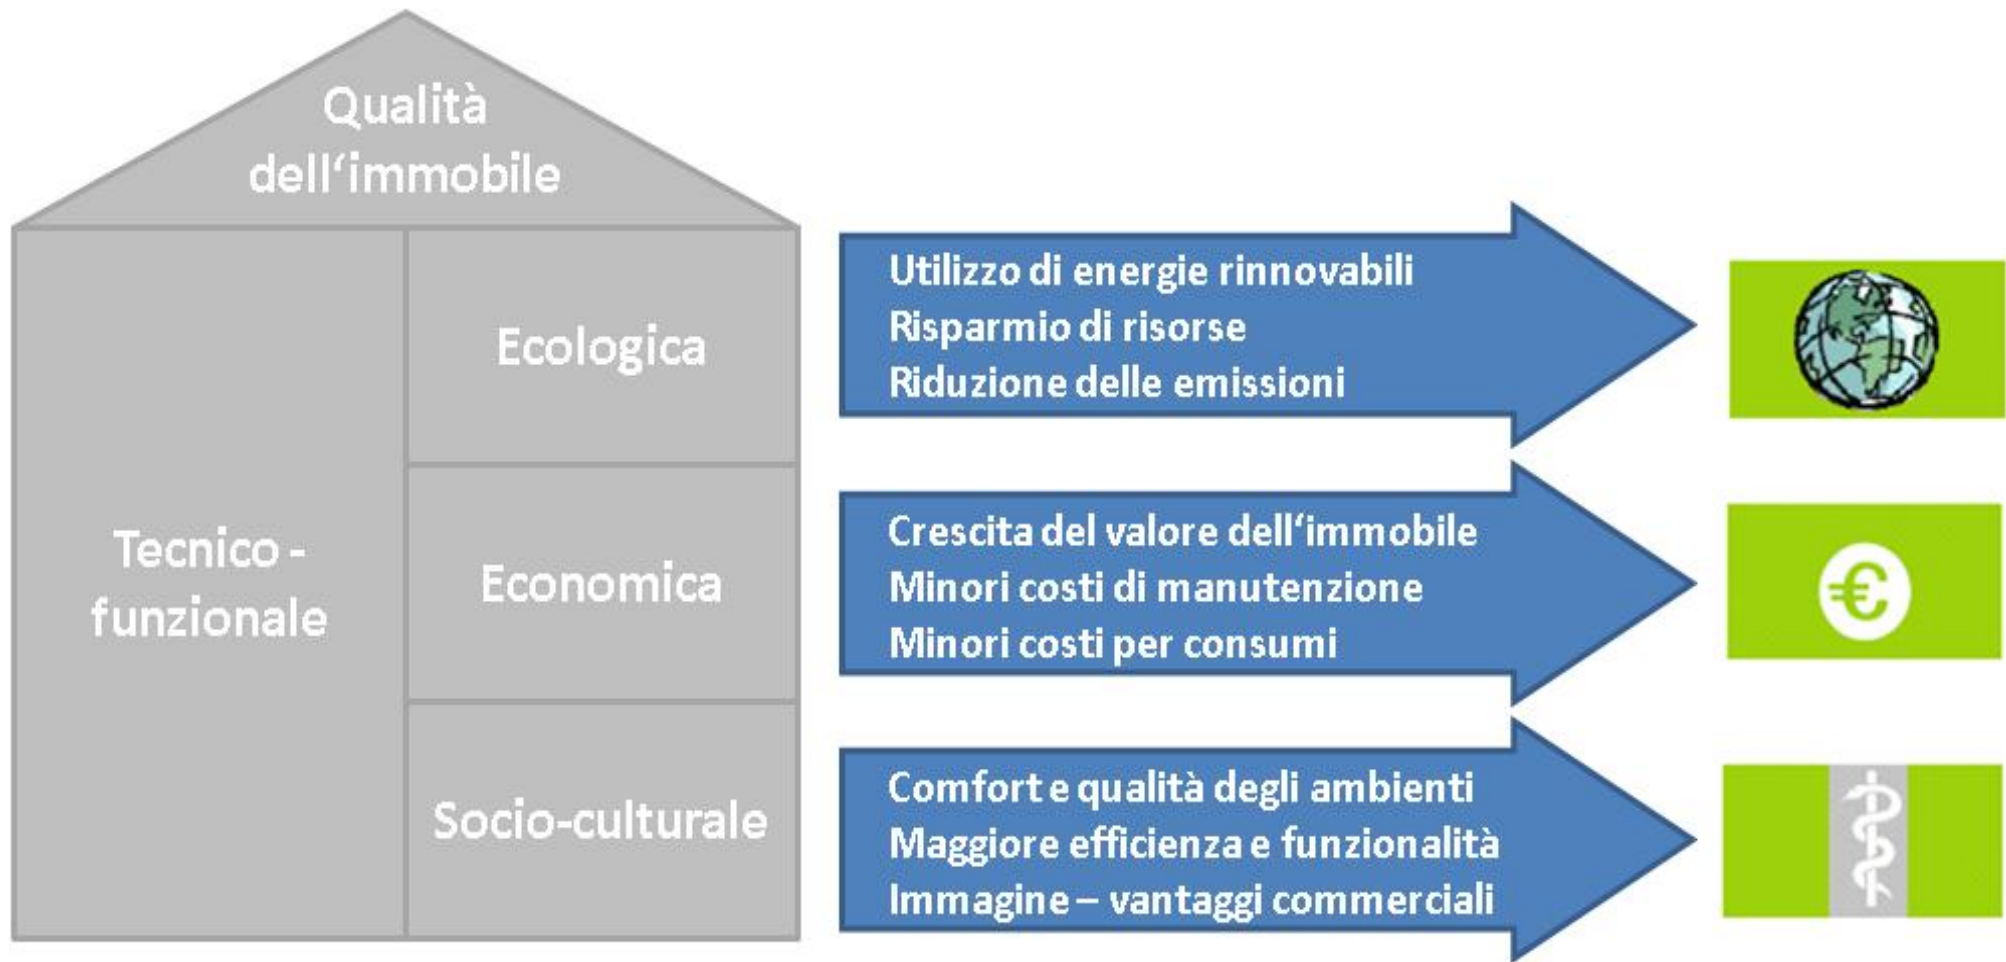 Qualità
dell‘immobile
Tecnico -
funzionale
Ecologica
Economica
Socio-culturale
Utilizzo di energie rinnovabili
Risparmio di risorse
Riduzione delle emissioni
Crescita del valore dell‘immobile
Minori costi di manutenzione
Minori costi per consumi
Comfort e qualità degli ambienti
Maggiore efficienza e funzionalità
Immagine – vantaggi commerciali
€